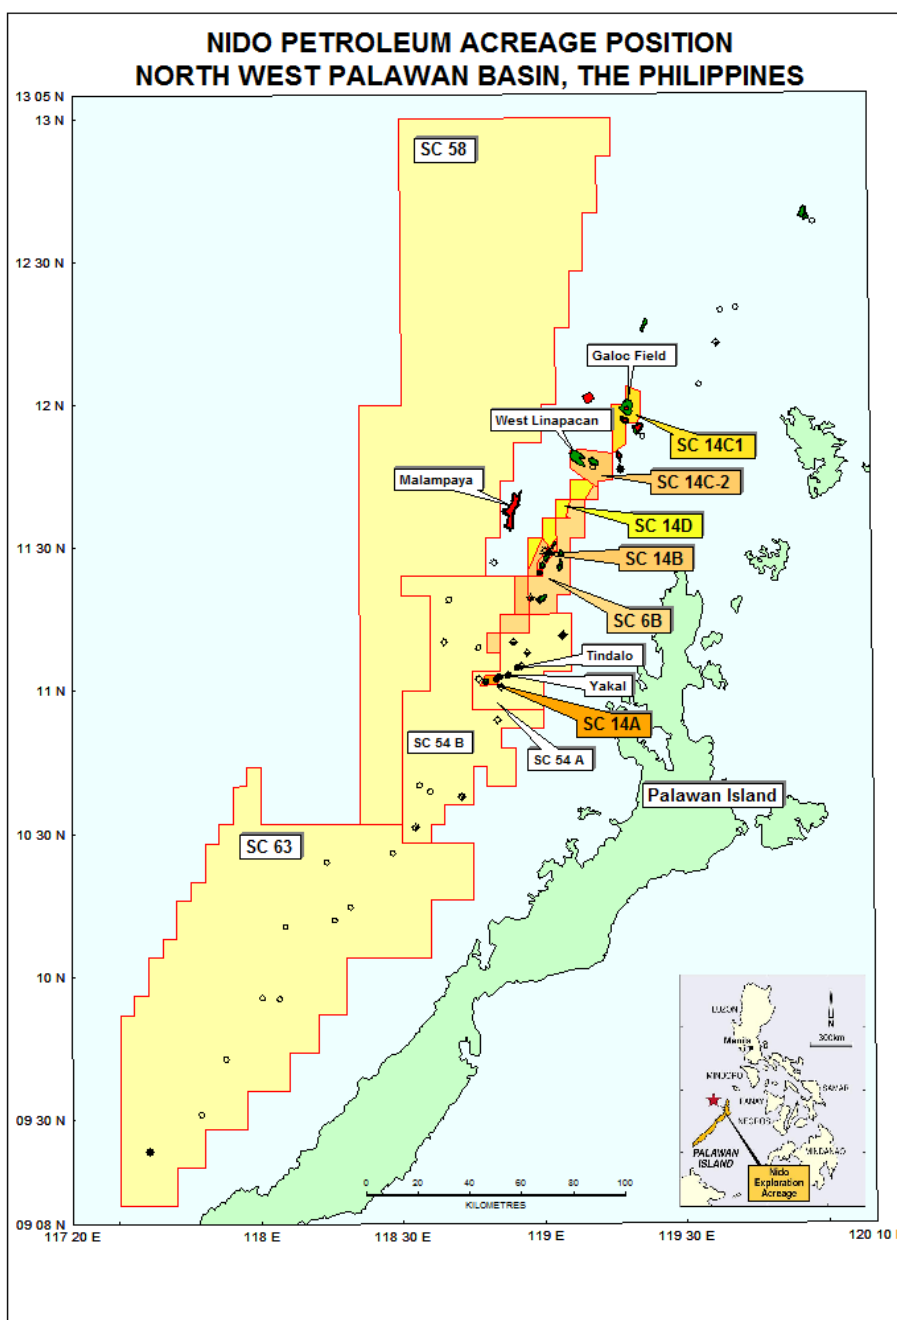 NIDO PETROLEUM ACREAGE POSITION
NORTH WEST PALAWAN BASIN, THE PHILIPPINES
13 05 N
13 N
SC 58
12 30 N
Galoc Field
12 N
West Linapacan
SC 14C1
Malampaya
SC 14C-2
SC 14D
11 30 N
SC 14B
SC 6B
Tindalo
11 N
Yakal
SC 14A
SC 54 B
SC 54 A
Palawan Island
10 30 N
SC 63
10 N
LUZON
N
300km
Manila
MINDORO
SAMAR
PANAY
NEGROS
09 30 N
PALAWAN
ISLAND
MINDANAO
Nido
Exploration
Acreage
0 20 40 60 80 100
KILOMETRES
09 08 N
117 20 E
118 E
118 30 E
119 E
119 30 E
120 10 E